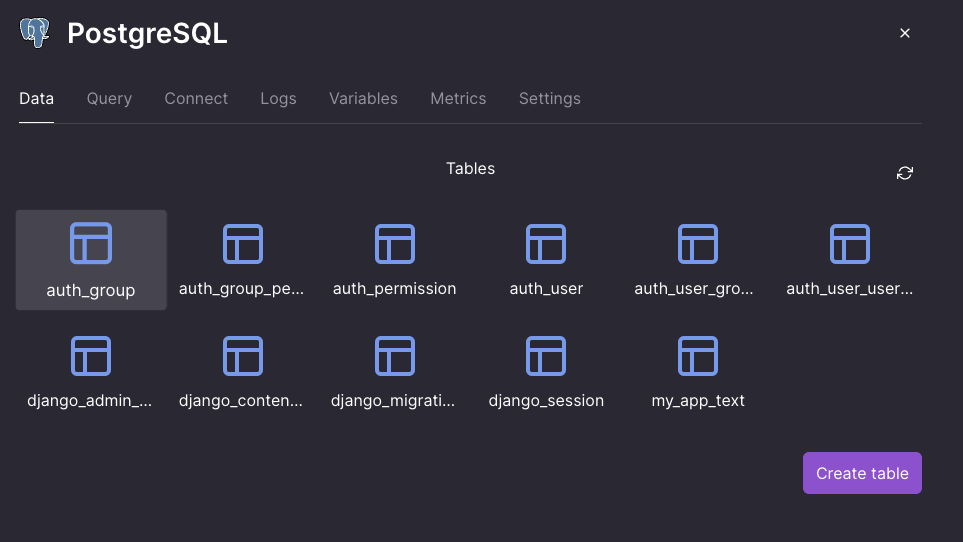 PostgreSQL
Data Query Connect Logs Variables Metrics Settings
Tables
auth_group auth_group_pe... auth_permission auth_user auth_user_gro... auth_user_user...
django_admin_... django_conten... django_migrati... django_session my_app_text
Create table